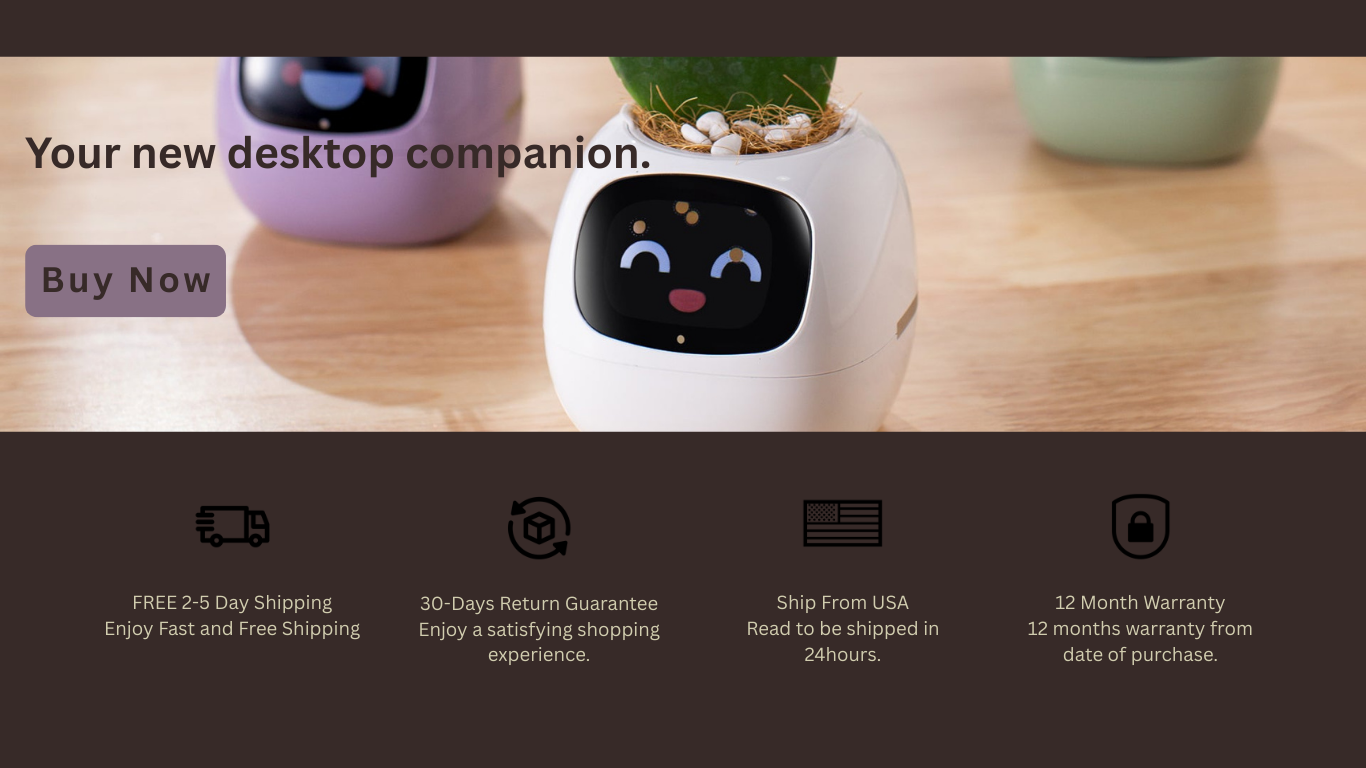 Your new desktop companion.
Buy Now
FREE 2-5 Day Shipping
Enjoy Fast and Free Shipping
30-Days Return Guarantee
Enjoy a satisfying shopping
experience.
Ship From USA
Read to be shipped in
24hours.
12 Month Warranty
12 months warranty from
date of purchase.